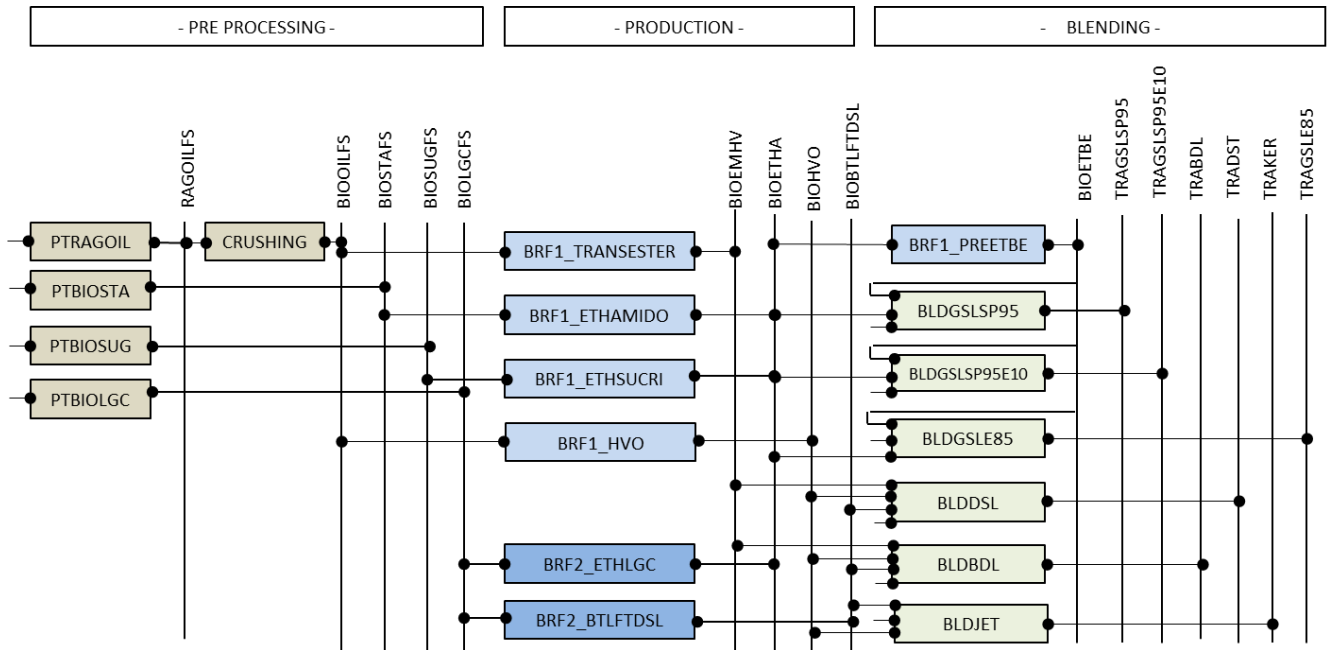 - PRE PROCESSING -
- PRODUCTION -
- BLENDING -
RAGOILFS
BIOOILFS
BIOSTAFS
BIOSUGFS
BIOLGCFS
BIOEMHV
BIOETHA
BIOHVO
BIOBTLFTDSL
BIOETBE
TRAGSLSP95
TRAGSLSP95E10
TRABDL
TRADST
TRAKER
TRAGSLE85
PTRAGOIL
CRUSHING
PTBIOSTA
PTBIOSUG
PTBIOLGC
BRF1_TRANSESTER
BRF1_ETHAMIDO
BRF1_ETHSUCRI
BRF1_HVO
BRF2_ETHLGC
BRF2_BTLFTDSL
BRF1_PREETBE
BLDGSLSP95
BLDGSLSP95E10
BLDGSLE85
BLDDSL
BLDBDL
BLDJET